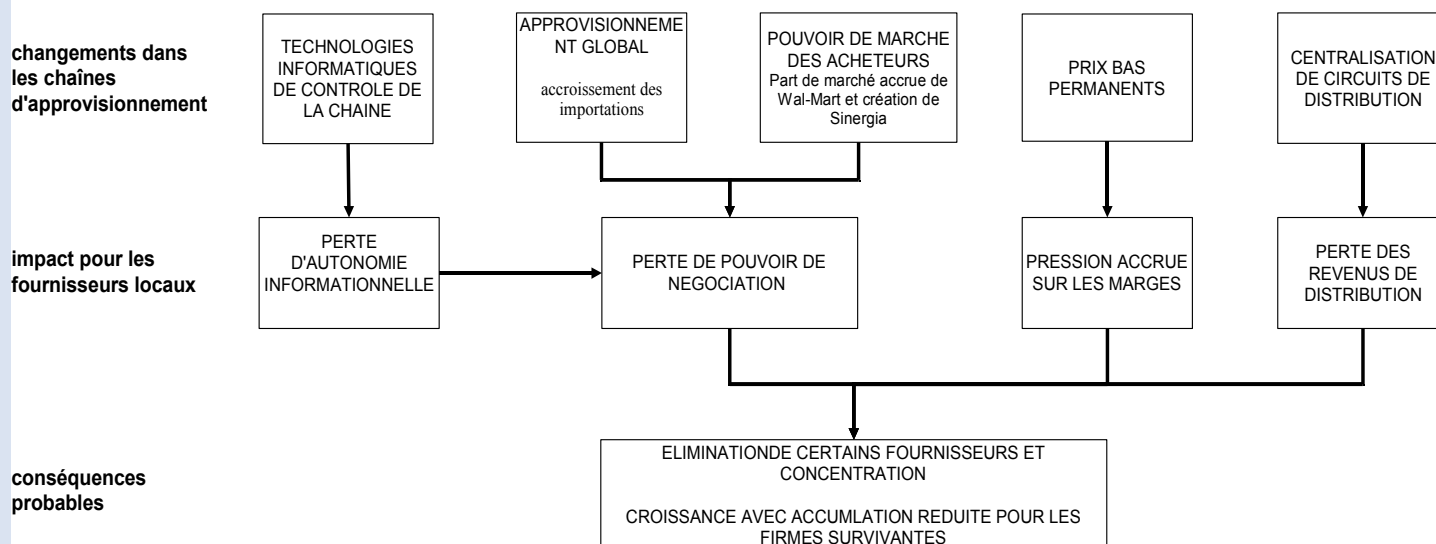 changements dans
les chaînes
d'approvisionnement
TECHNOLOGIES
INFORMATIQUES
DE CONTROLE DE
LA CHAINE
APPROVISIONNEME
NT GLOBAL
accroissement des
importations
POUVOIR DE MARCHE
DES ACHETEURS
Part de marché accrue de
Wal-Mart et création de
Sinergia
PRIX BAS
PERMANENTS
CENTRALISATION
DE CIRCUITS DE
DISTRIBUTION
impact pour les
fournisseurs locaux
PERTE
D'AUTONOMIE
INFORMATIONNELLE
PERTE DE POUVOIR DE
NEGOCIATION
PRESSION ACCRUE
SUR LES MARGES
PERTE DES
REVENUS DE
DISTRIBUTION
conséquences
probables
ELIMINATIONDE CERTAINS FOURNISSEURS ET
CONCENTRATION
CROISSANCE AVEC ACCUMLATION REDUITE POUR LES
FIRMES SURVIVANTES